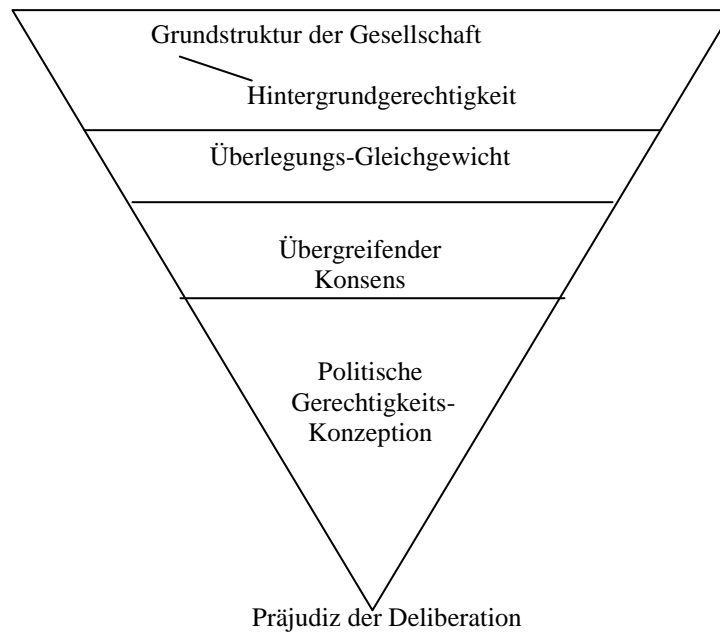 Grundstruktur der Gesellschaft
Hintergrundgerechtigkeit
Überlegungs-Gleichgewicht
Übergreifender
Konsens
Politische
Gerechtigkeits-
Konzeption
Präjudiz der Deliberation